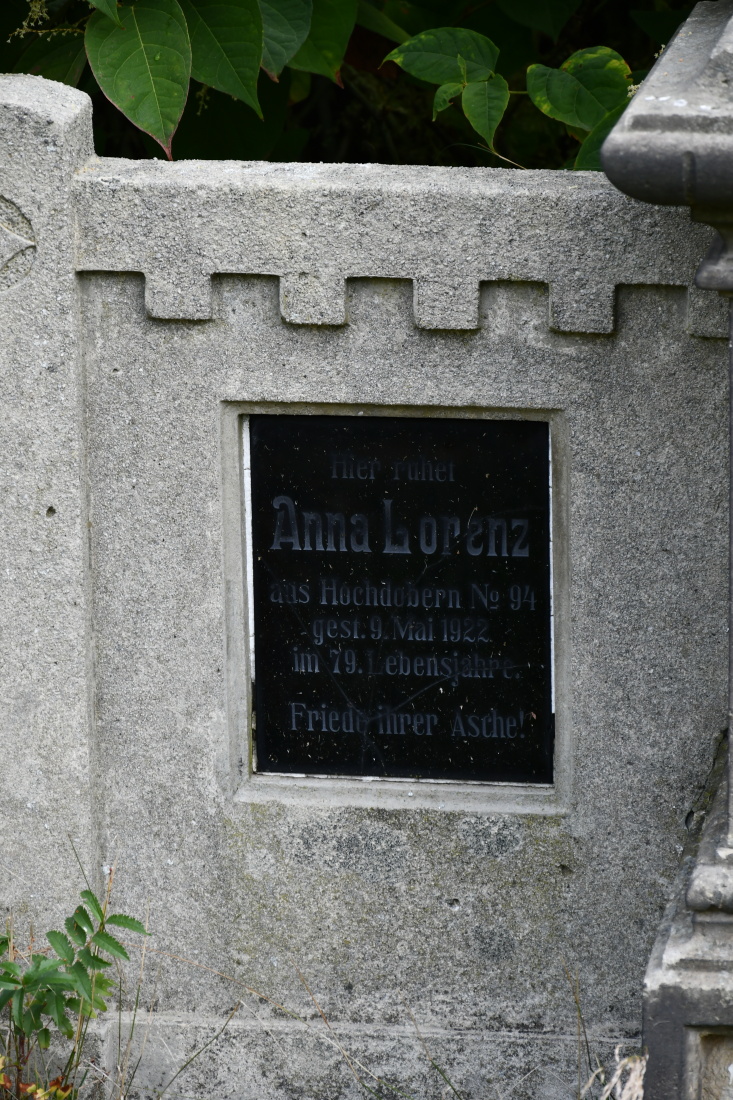 Hier ruhet
Anna Lorenz
aus Hochdobern No 94
gest. 9. Mai 1922
im 79. Lebensjahre.
Friede ihrer Asche!